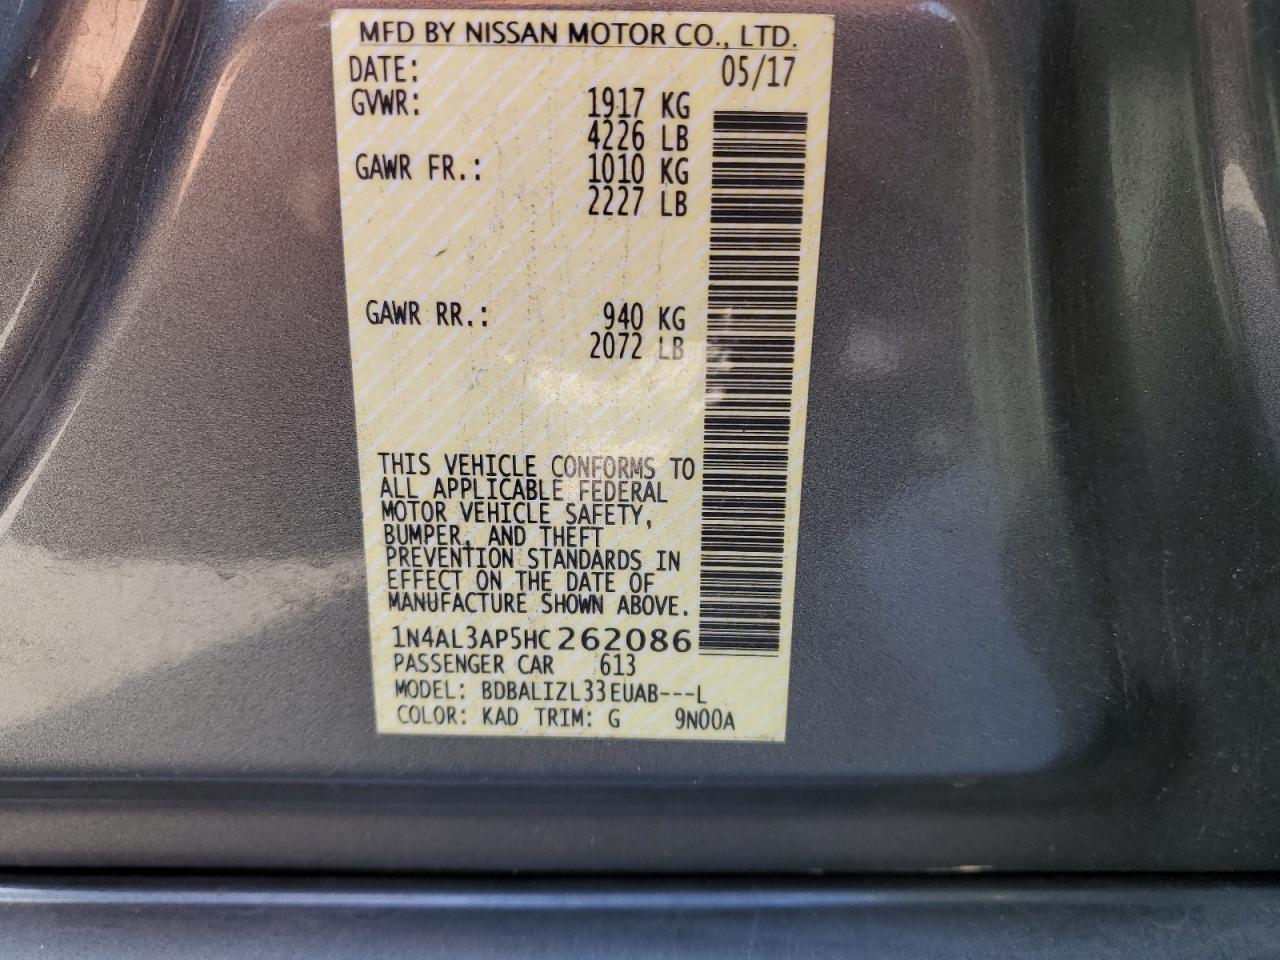 MFD BY NISSAN MOTOR CO., LTD.
DATE: 05/17
GVWR: 1917 KG
4226 LB
GAWR FR.: 1010 KG
2227 LB
GAWR RR.: 940 KG
2072 LB
THIS VEHICLE CONFORMS TO
ALL APPLICABLE FEDERAL
MOTOR VEHICLE SAFETY,
BUMPER, AND THEFT
PREVENTION STANDARDS IN
EFFECT ON THE DATE OF
MANUFACTURE SHOWN ABOVE.
1N4AL3AP5HC262086
PASSENGER CAR 613
MODEL: BDBALIZL33EUAB---L
COLOR: KAD TRIM: G 9N00A